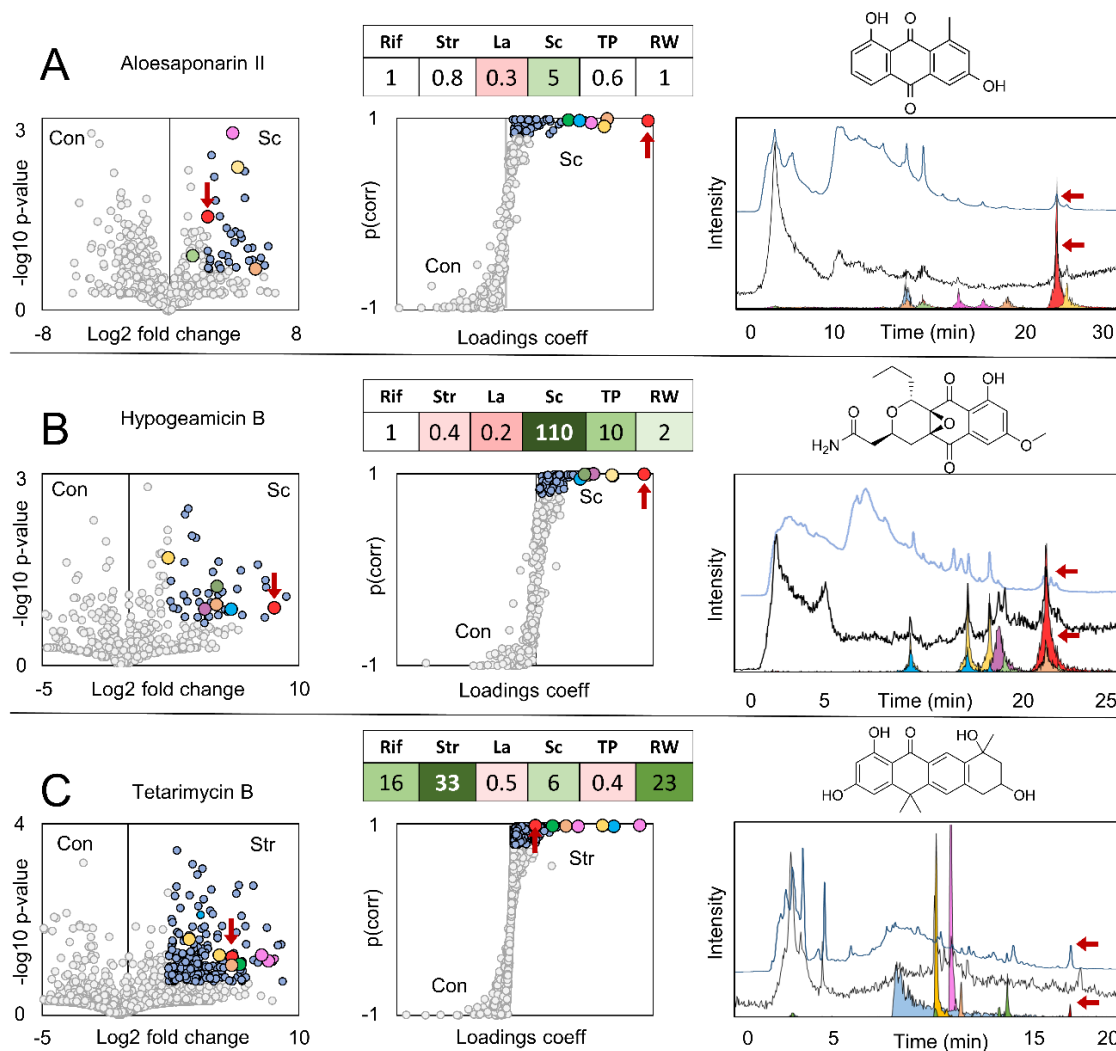 A
Aloesaponarin II
Rif Str La Sc TP RW
1 0.8 0.3 5 0.6 1
OH O
O OH
3
Con Sc
-log10 p-value
0
-8 Log2 fold change 8
1
p(corr)
Sc
Con
-1
Loadings coeff
Intensity
0 10 20 30
Time (min)
B
Hypogeamicin B
Rif Str La Sc TP RW
1 0.4 0.2 110 10 2
O OH
O O O
H₂N O O
3
Con Sc
-log10 p-value
0
-5 Log2 fold change 10
1
p(corr)
Sc
Con
-1
Loadings coeff
Intensity
0 5 20 25
Time (min)
C
Tetarimycin B
Rif Str La Sc TP RW
16 33 0.5 6 0.4 23
OH O HO
HO OH
4
Con Str
-log10 p-value
0
-5 Log2 fold change 10
1
p(corr)
Str
Con
-1
Loadings coeff
Intensity
0 5 15 20
Time (min)